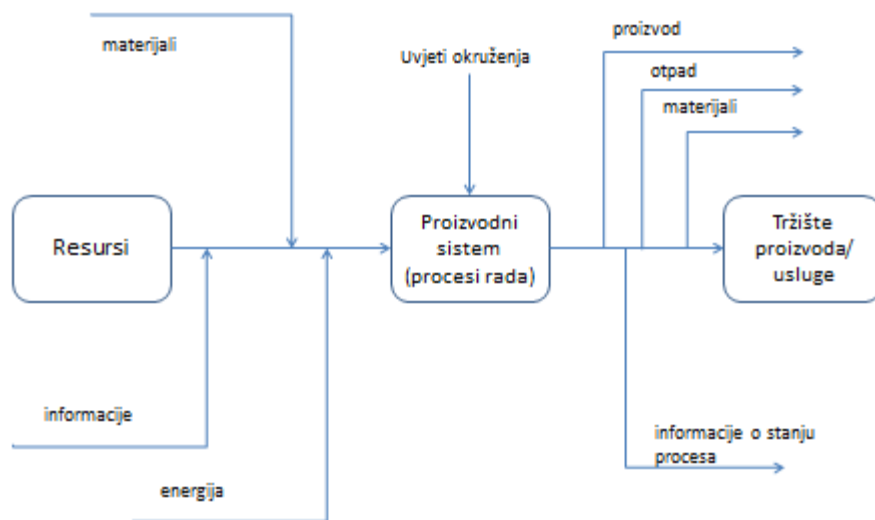 materijali
Uvjeti okruženja
proizvod
otpad
materijali
Resursi
Proizvodni
sistem
(procesi rada)
Tržište
proizvoda/
usluge
informacije
energija
informacije o stanju
procesa